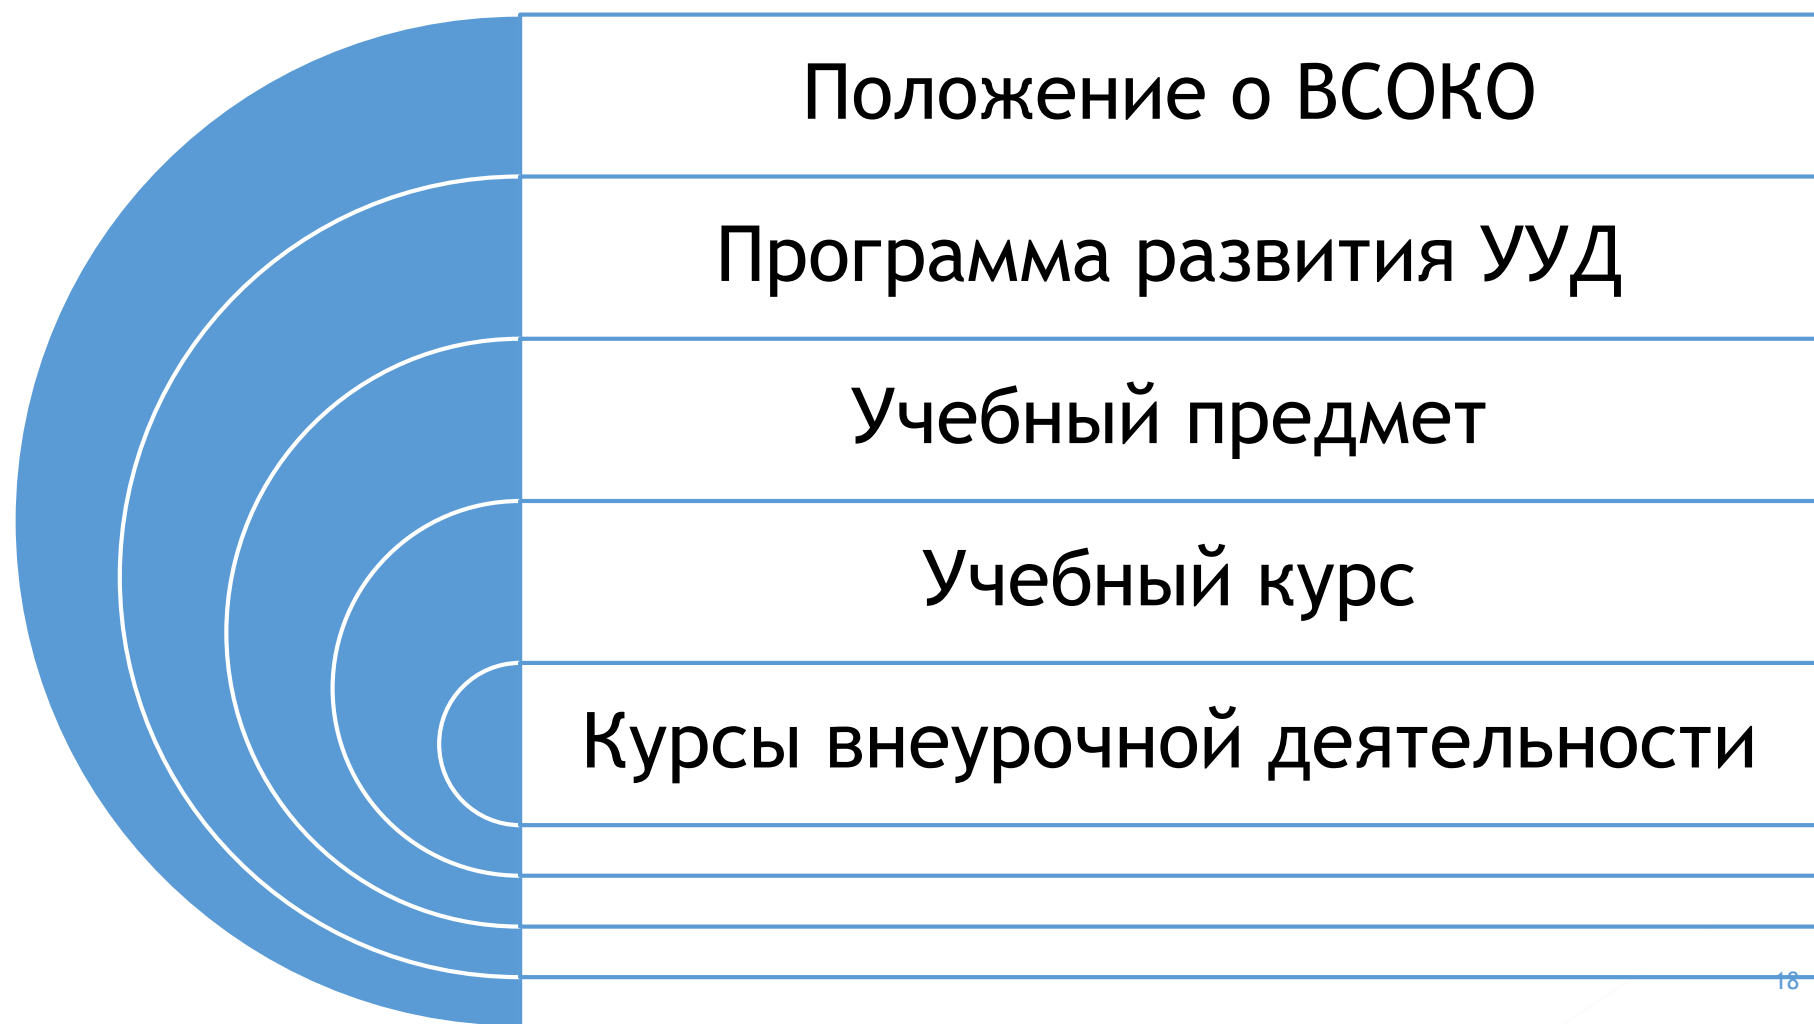 Положение о ВСОКО
Программа развития УУД
Учебный предмет
Учебный курс
Курсы внеурочной деятельности
18